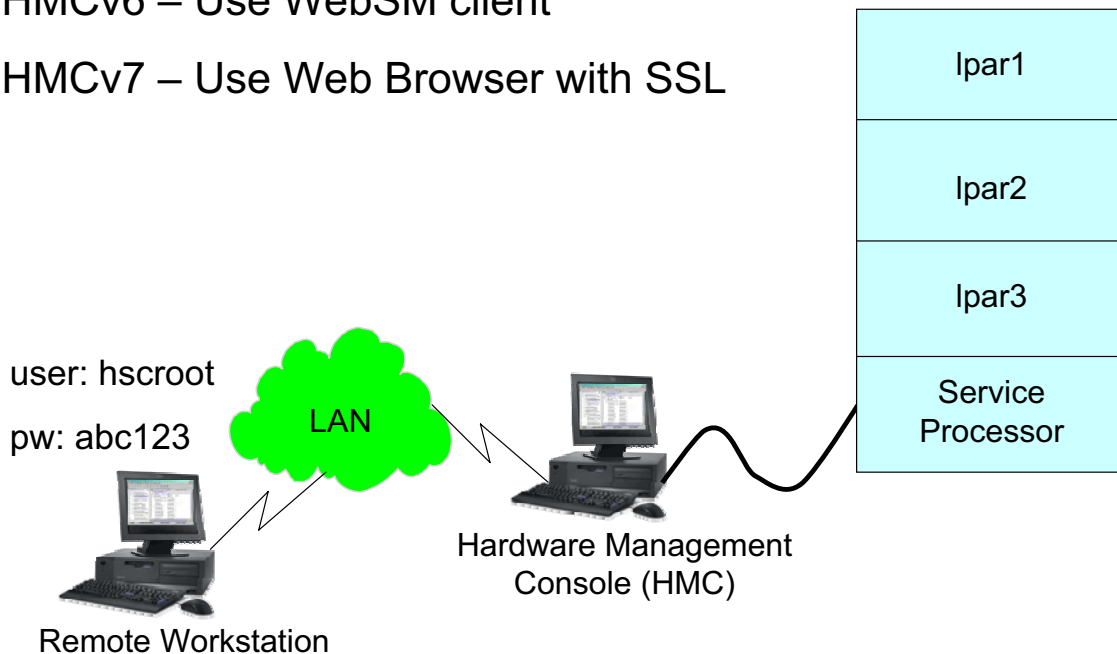 HMCv6 – Use WebSM client
HMCv7 – Use Web Browser with SSL
lpar1
lpar2
lpar3
Service
Processor
user: hscroot
pw: abc123
LAN
Hardware Management
Console (HMC)
Remote Workstation